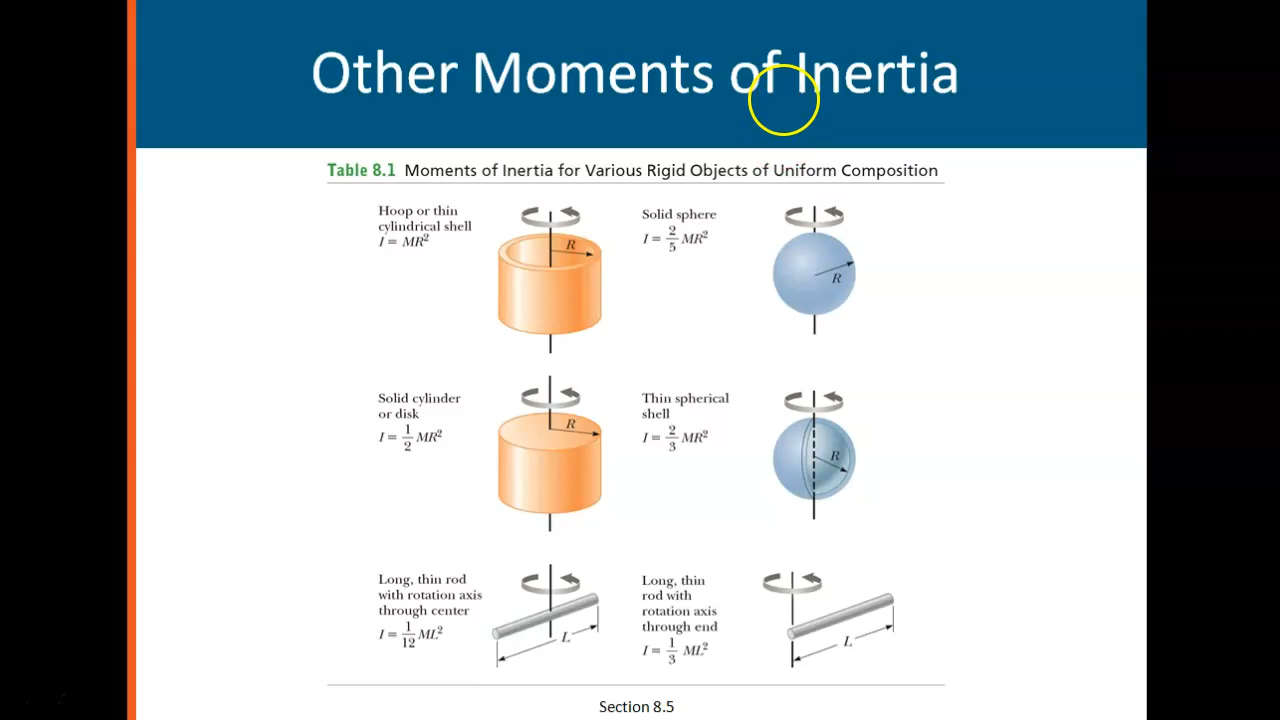 Other Moments of Inertia
Table 8.1 Moments of Inertia for Various Rigid Objects of Uniform Composition
Hoop or thin
cylindrical shell
I = MR²
R
Solid sphere
I = 2/5 MR²
R
Solid cylinder
or disk
I = 1/2 MR²
R
Thin spherical
shell
I = 2/3 MR²
R
Long, thin rod
with rotation axis
through center
I = 1/12 ML²
L
Long, thin
rod with
rotation axis
through end
I = 1/3 ML²
L
Section 8.5